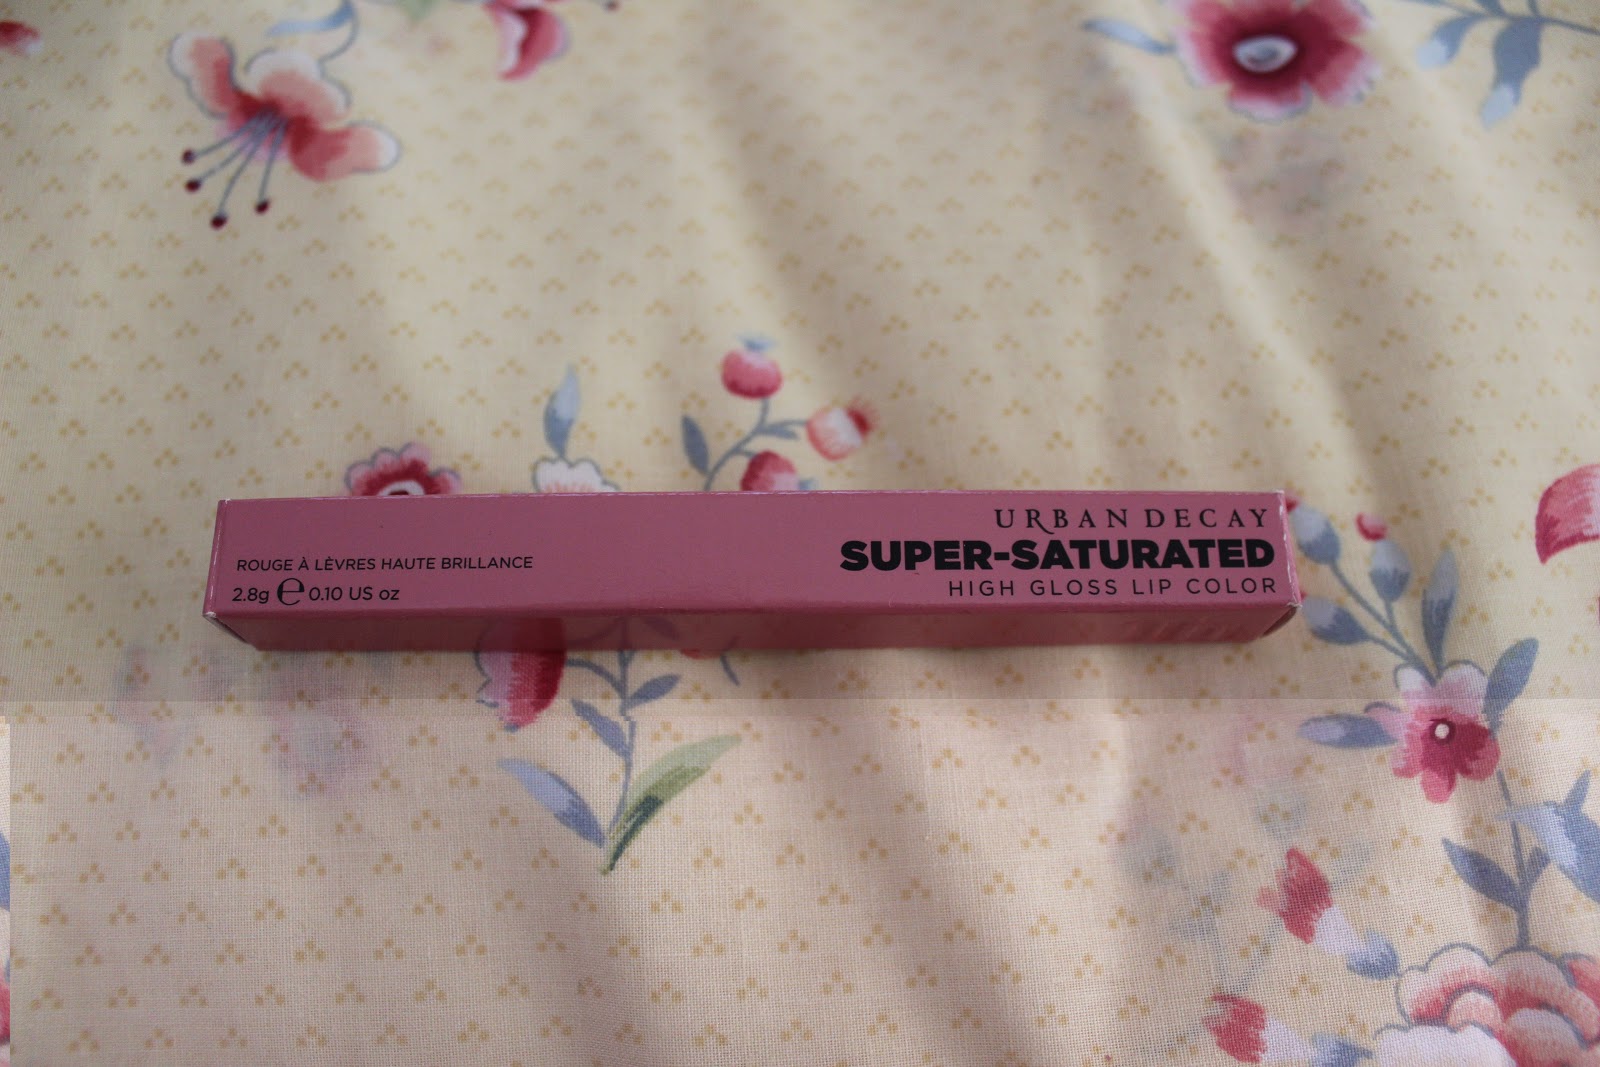 URBAN DECAY
SUPER-SATURATED
HIGH GLOSS LIP COLOR
ROUGE À LÈVRES HAUTE BRILLANCE
2.8g ℮ 0.10 US oz